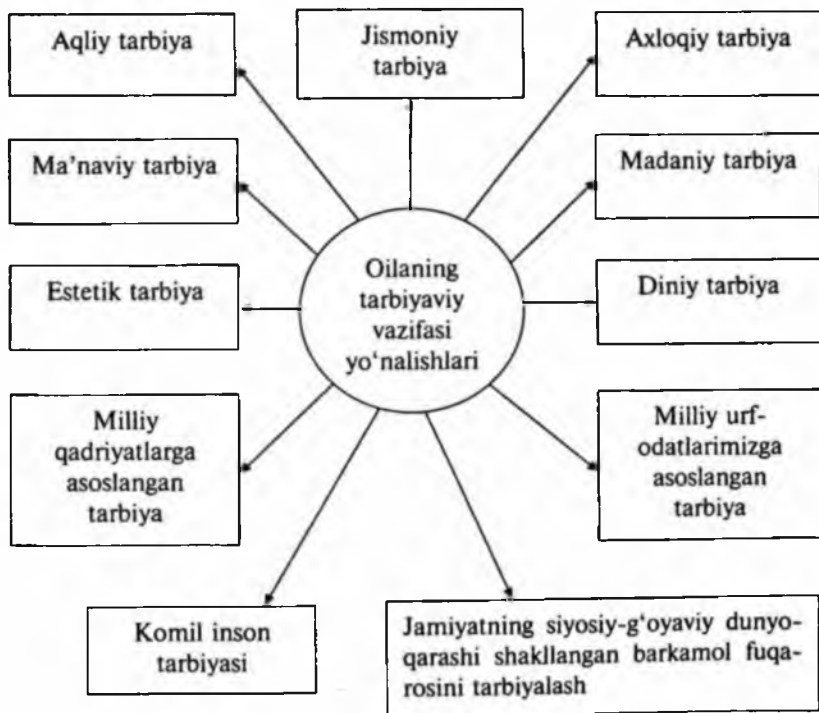 Aqliy tarbiya
Jismoniy
tarbiya
Axloqiy tarbiya
Ma'naviy tarbiya
Madaniy tarbiya
Oilaning
tarbiyaviy
vazifasi
yo‘nalishlari
Estetik tarbiya
Diniy tarbiya
Milliy
qadriyatlarga
asoslangan
tarbiya
Milliy urf-
odatlarimizga
asoslangan
tarbiya
Komil inson
tarbiyasi
Jamiyatning siyosiy-g‘oyaviy dunyo-
qarashi shakllangan barkamol fuqa-
rosini tarbiyalash